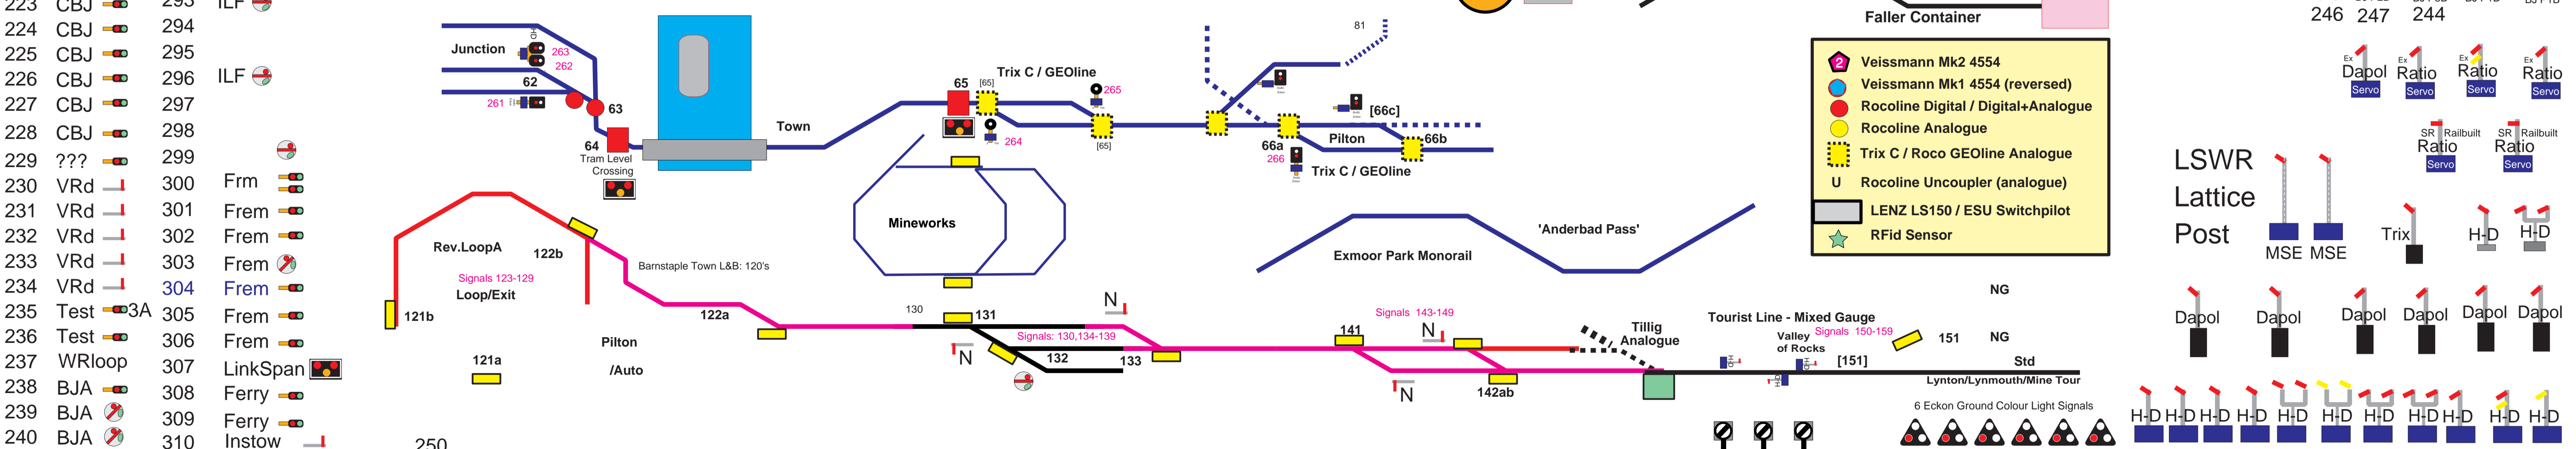 223 CBJ
224 CBJ
225 CBJ
226 CBJ
227 CBJ
228 CBJ
229 ???
230 VRd
231 VRd
232 VRd
233 VRd
234 VRd
235 Test 3A
236 Test
237 WRloop
238 BJA
239 BJA
240 BJA
293 ILF
294
295
296 ILF
297
298
299
300 Frm
301 Frem
302 Frem
303 Frem
304 Frem
305 Frem
306 Frem
307 LinkSpan
308 Ferry
309 Ferry
310 Instow
250
Junction
263
262
62
261
63
64
Tram Level
Crossing
Town
65
[65]
Trix C / GEOline
265
264
[65]
81
[66c]
Pilton
66a
66b
266
Trix C / GEOline
Mineworks
Exmoor Park Monorail
'Anderbad Pass'
Rev.LoopA
122b
Signals 123-129
Loop/Exit
Barnstaple Town L&B: 120's
121b
122a
121a
Pilton
/Auto
130
131
N
Signals: 130,134-139
N
132
133
Signals 143-149
141
N
N
142ab
Tillig
Analogue
Tourist Line - Mixed Gauge
Valley
of Rocks
Signals 150-159
151
[151]
NG
NG
Std
Lynton/Lynmouth/Mine Tour
6 Eckon Ground Colour Light Signals
Faller Container
2 Veissmann Mk2 4554
Veissmann Mk1 4554 (reversed)
Rocoline Digital / Digital+Analogue
Rocoline Analogue
Trix C / Roco GEOline Analogue
U Rocoline Uncoupler (analogue)
LENZ LS150 / ESU Switchpilot
RFid Sensor
246 247 244
Ex Dapol Servo
Ex Ratio Servo
Ex Ratio Servo
Ex Ratio Servo
SR Railbuilt Ratio Servo
SR Railbuilt Ratio Servo
LSWR
Lattice
Post
MSE MSE
Trix H-D H-D
Dapol Dapol Dapol Dapol Dapol Dapol
H-D H-D H-D H-D H-D H-D H-D H-D H-D H-D H-D